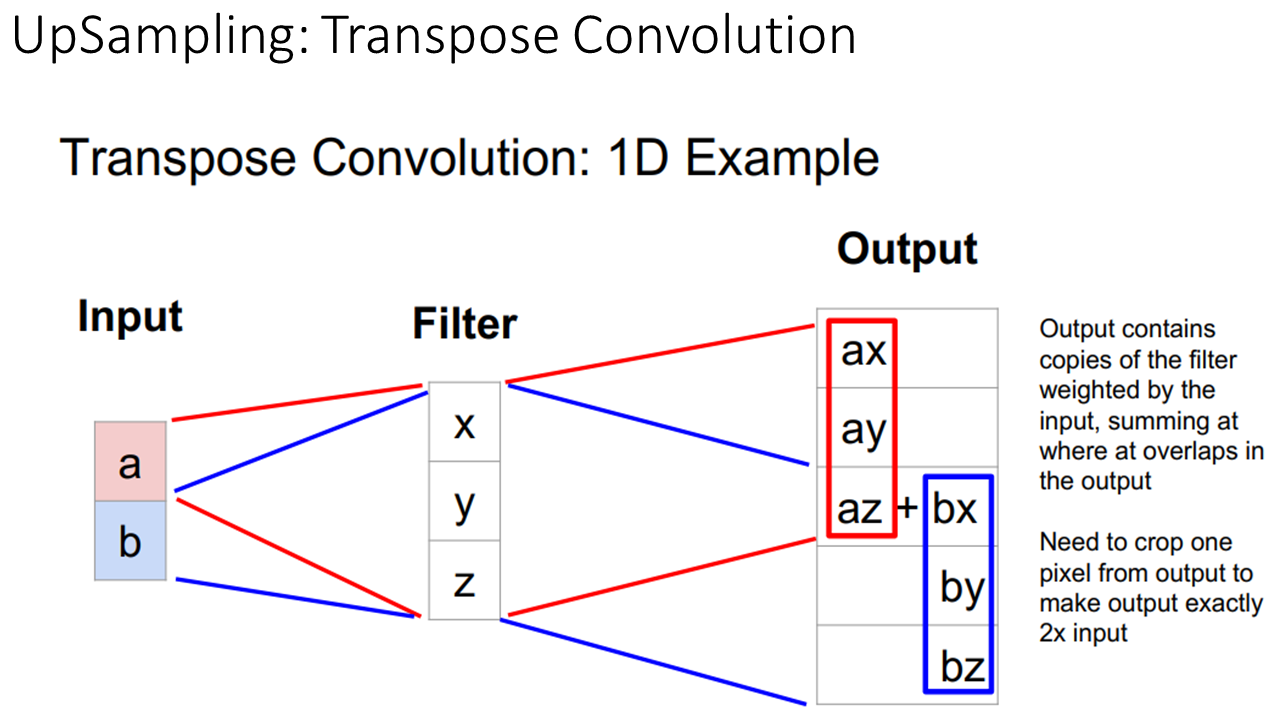 UpSampling: Transpose Convolution
Transpose Convolution: 1D Example
Input
a
b
Filter
x
y
z
Output
ax
ay
az + bx
by
bz
Output contains
copies of the filter
weighted by the
input, summing at
where at overlaps in
the output
Need to crop one
pixel from output to
make output exactly
2x input